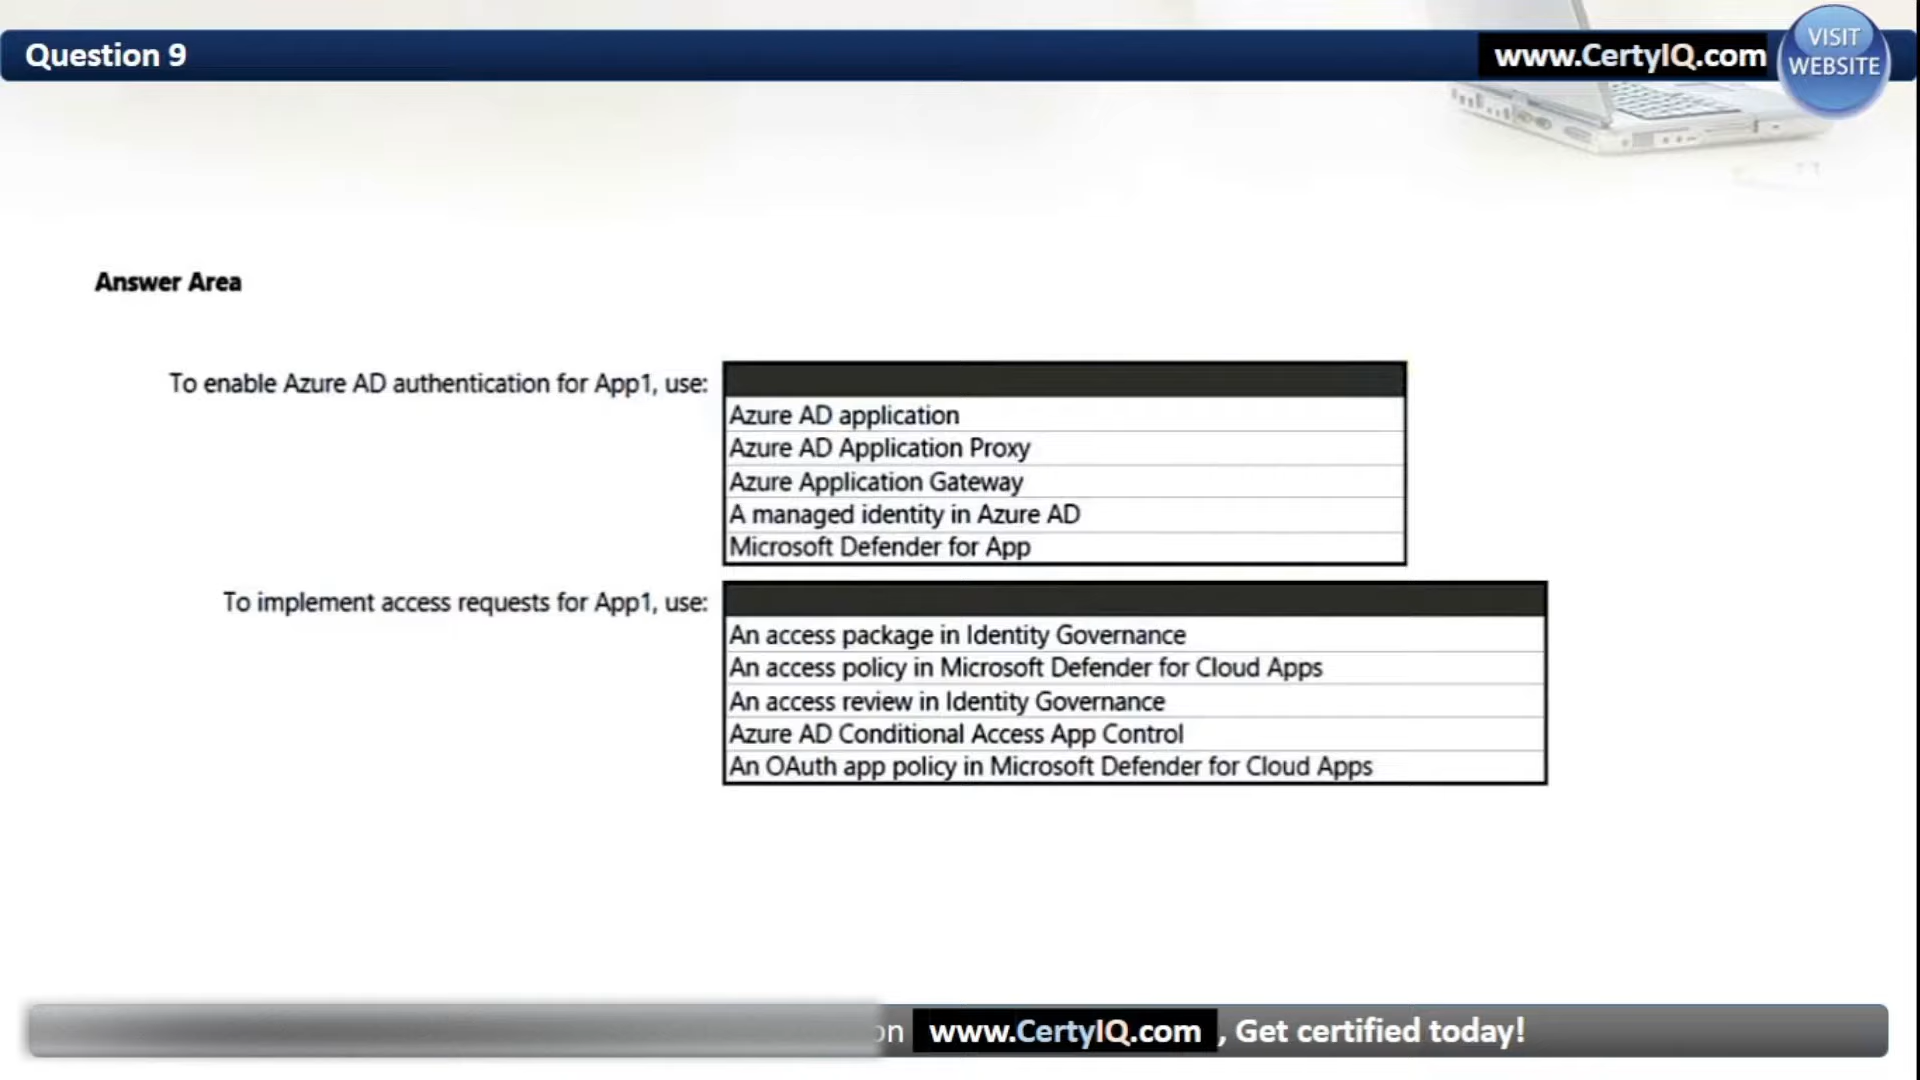 Question 9
www.CertyIQ.com
VISIT
WEBSITE
Answer Area
To enable Azure AD authentication for App1, use:
Azure AD application
Azure AD Application Proxy
Azure Application Gateway
A managed identity in Azure AD
Microsoft Defender for App
To implement access requests for App1, use:
An access package in Identity Governance
An access policy in Microsoft Defender for Cloud Apps
An access review in Identity Governance
Azure AD Conditional Access App Control
An OAuth app policy in Microsoft Defender for Cloud Apps
on www.CertyIQ.com , Get certified today!